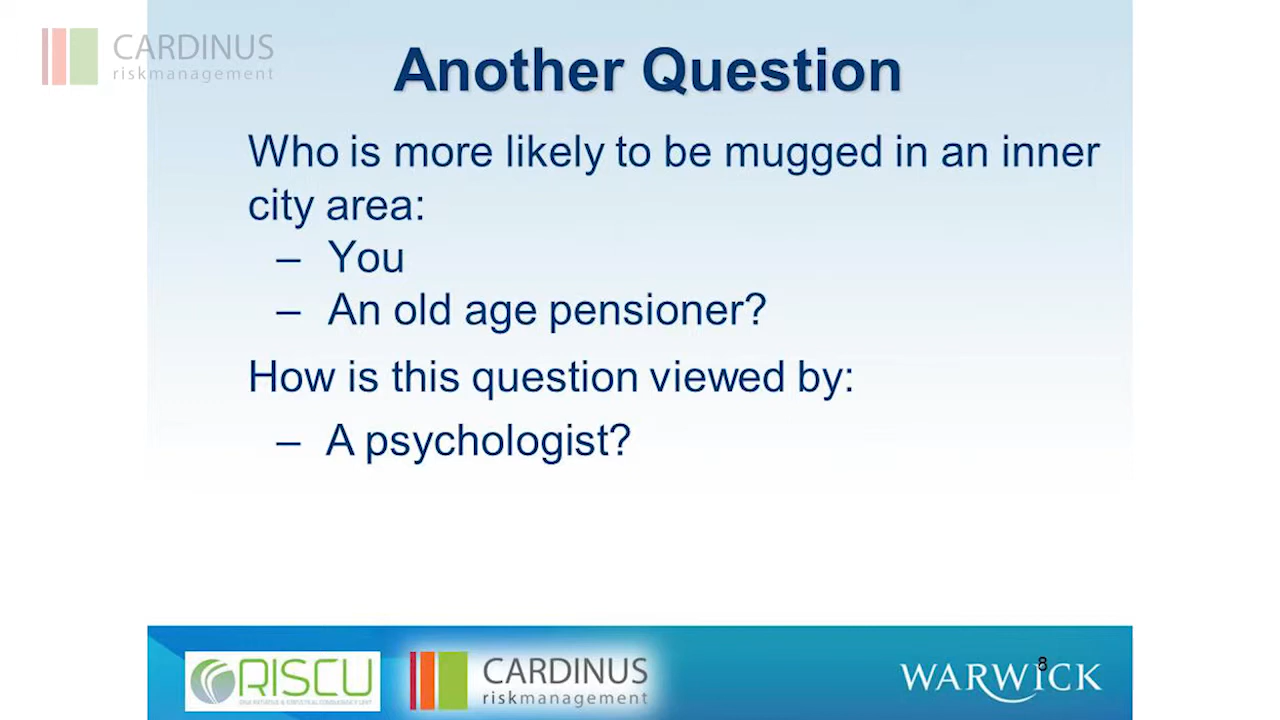 CARDINUS
riskmanagement
Another Question
Who is more likely to be mugged in an inner
city area:
– You
– An old age pensioner?
How is this question viewed by:
– A psychologist?
RISCU
CARDINUS
riskmanagement
WARWICK
8